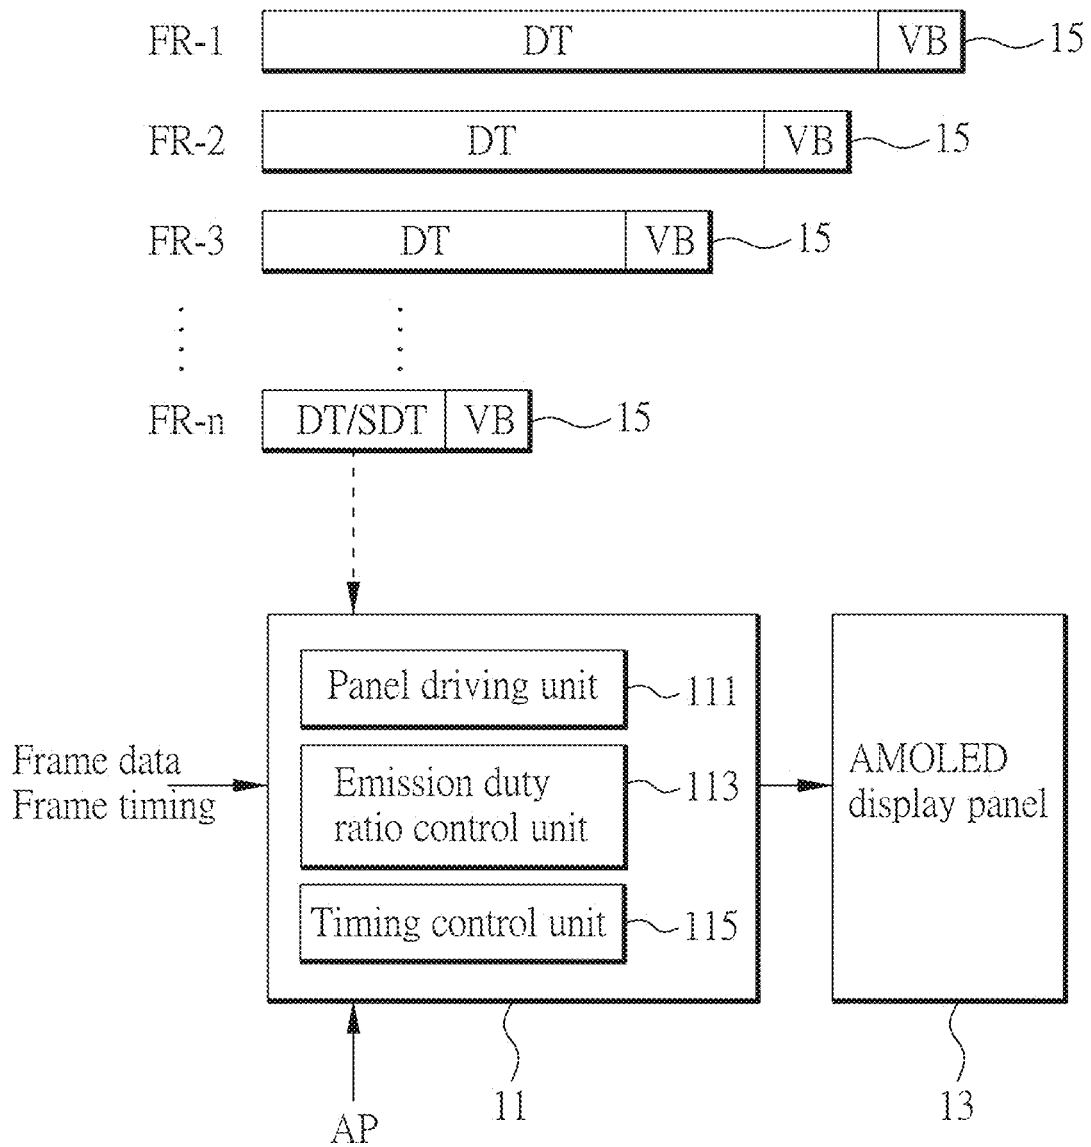 FR-1 DT VB 15
FR-2 DT VB 15
FR-3 DT VB 15
FR-n DT/SDT VB 15
Panel driving unit 111
Frame data
Frame timing
Emission duty
ratio control unit 113
Timing control unit 115
AMOLED
display panel
11
13
AP